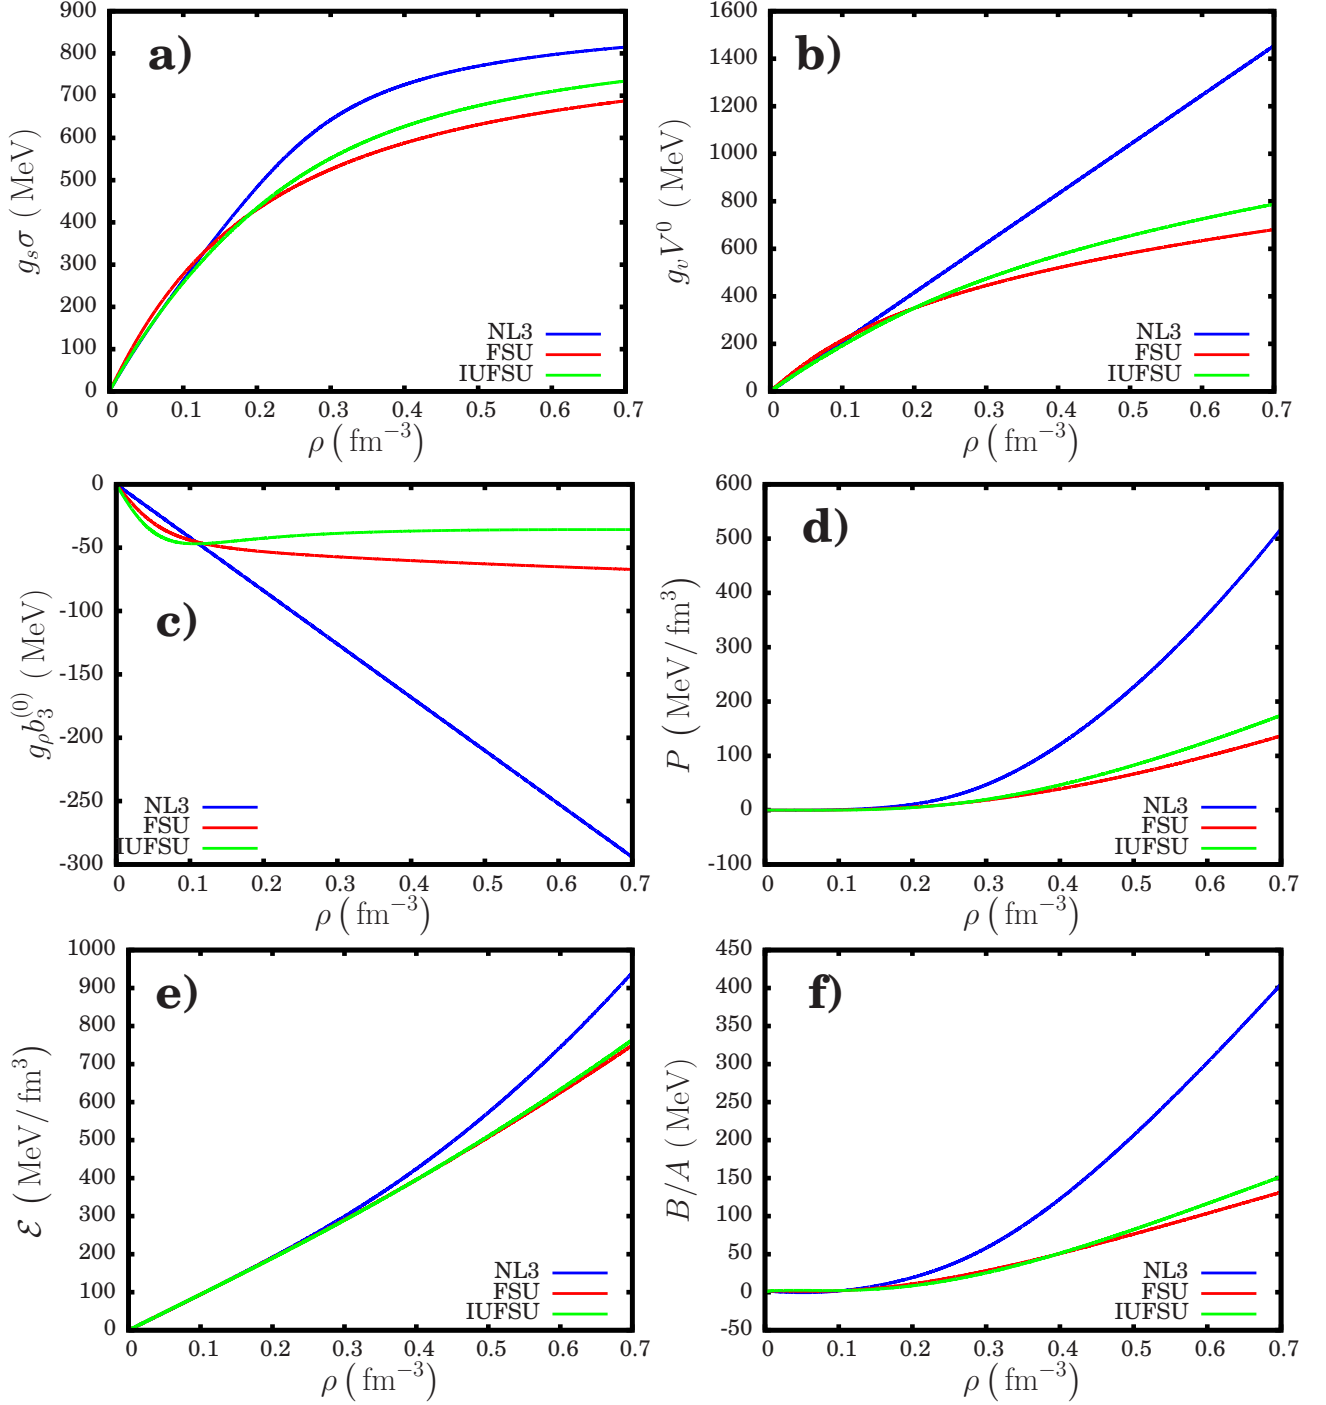 a)
900
800
700
600
500
400
300
200
100
0
g_s σ ( MeV )
NL3
FSU
IUFSU
0 0.1 0.2 0.3 0.4 0.5 0.6 0.7
ρ ( fm⁻³ )
b)
1600
1400
1200
1000
800
600
400
200
0
g_v V⁰ ( MeV )
NL3
FSU
IUFSU
0 0.1 0.2 0.3 0.4 0.5 0.6 0.7
ρ ( fm⁻³ )
c)
0
-50
-100
-150
-200
-250
-300
g_ρ b_3^(0) ( MeV )
NL3
FSU
IUFSU
0 0.1 0.2 0.3 0.4 0.5 0.6 0.7
ρ ( fm⁻³ )
d)
600
500
400
300
200
100
0
-100
P ( MeV/fm³ )
NL3
FSU
IUFSU
0 0.1 0.2 0.3 0.4 0.5 0.6 0.7
ρ ( fm⁻³ )
e)
1000
900
800
700
600
500
400
300
200
100
0
ℰ ( MeV/fm³ )
NL3
FSU
IUFSU
0 0.1 0.2 0.3 0.4 0.5 0.6 0.7
ρ ( fm⁻³ )
f)
450
400
350
300
250
200
150
100
50
0
-50
B/A ( MeV )
NL3
FSU
IUFSU
0 0.1 0.2 0.3 0.4 0.5 0.6 0.7
ρ ( fm⁻³ )